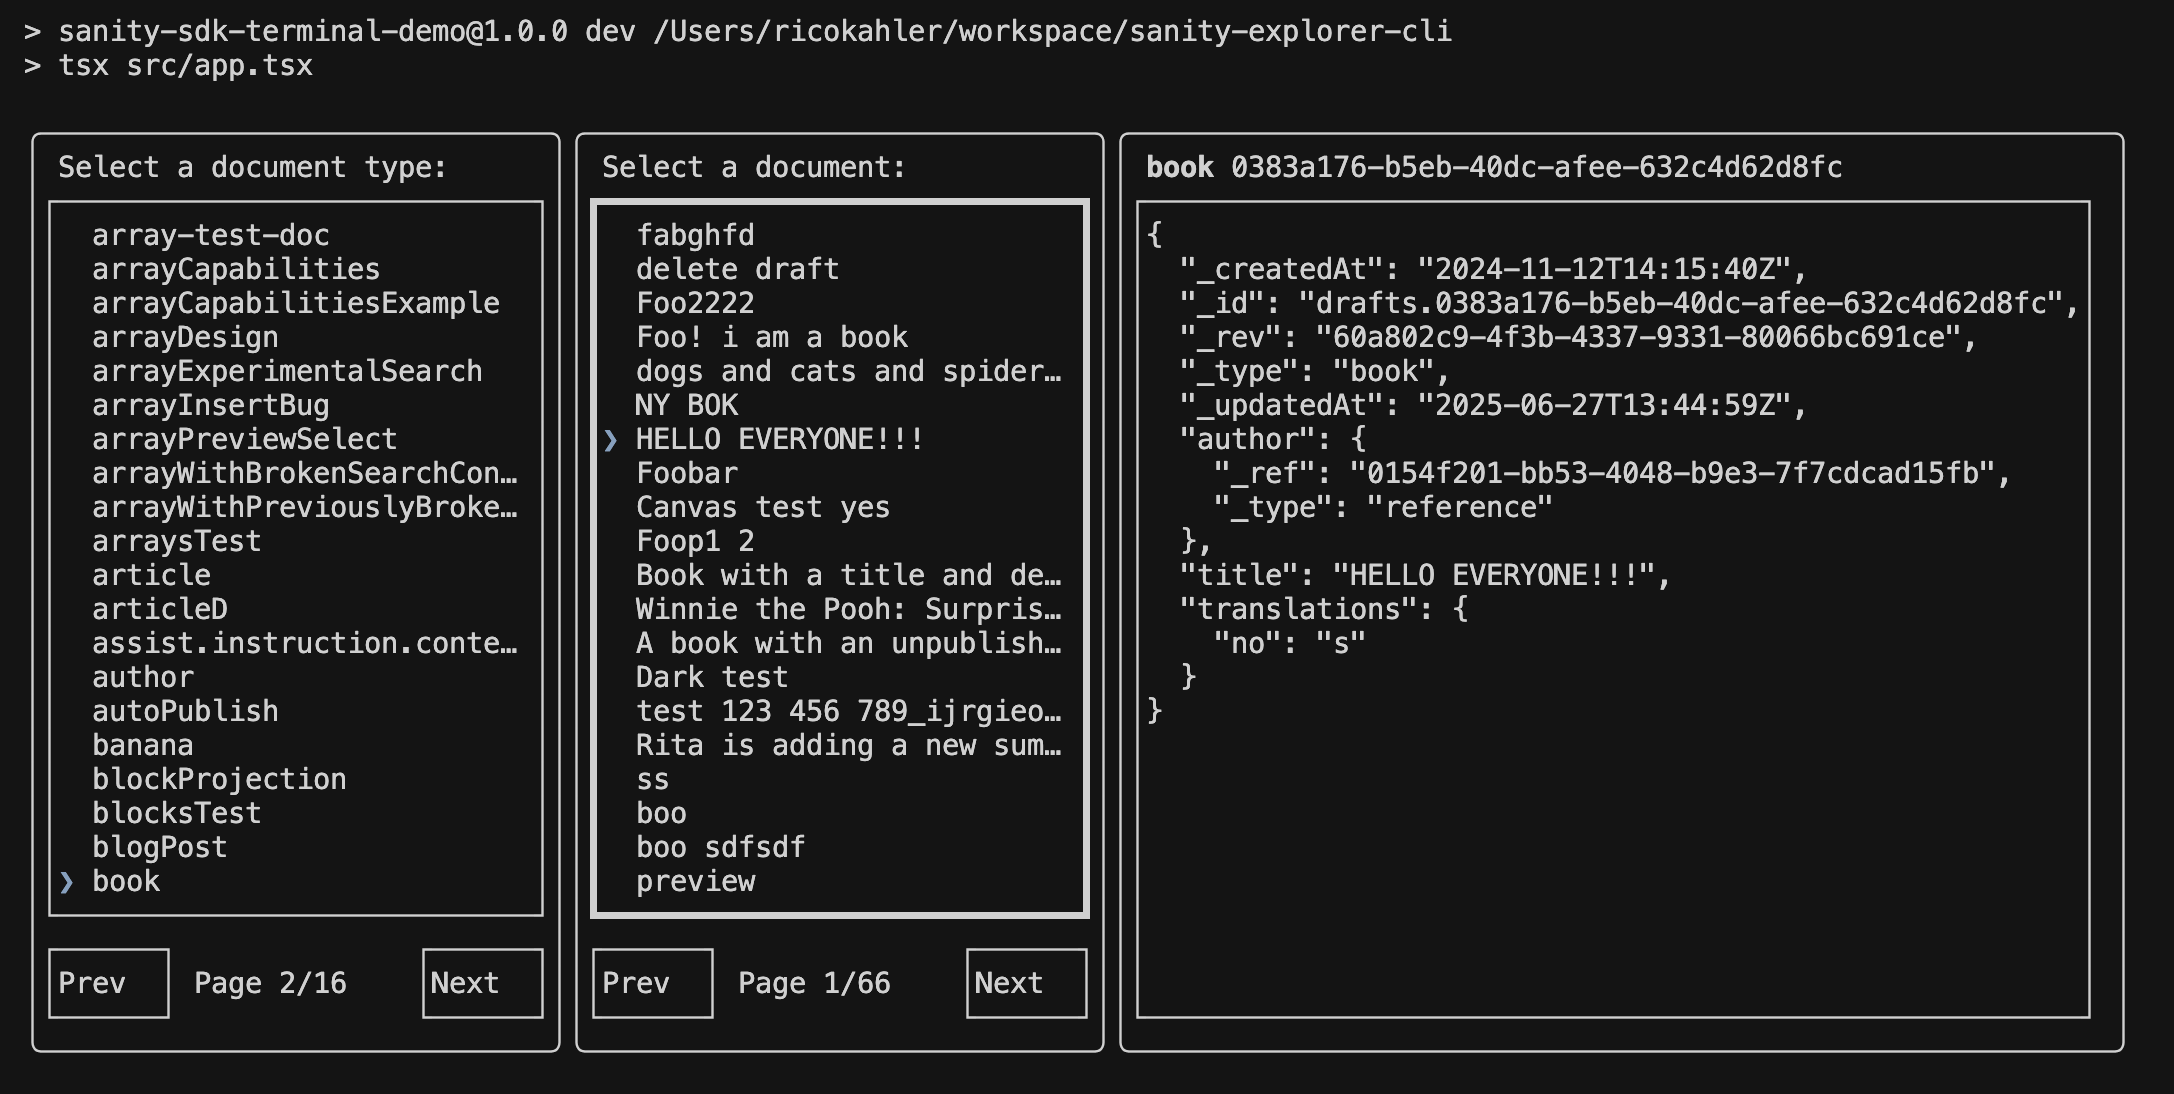 > sanity-sdk-terminal-demo@1.0.0 dev /Users/ricokahler/workspace/sanity-explorer-cli
> tsx src/app.tsx
Select a document type:
array-test-doc
arrayCapabilities
arrayCapabilitiesExample
arrayDesign
arrayExperimentalSearch
arrayInsertBug
arrayPreviewSelect
arrayWithBrokenSearchCon…
arrayWithPreviouslyBroke…
arraysTest
article
articleD
assist.instruction.conte…
author
autoPublish
banana
blockProjection
blocksTest
blogPost
❯ book
Prev Page 2/16 Next
Select a document:
fabghfd
delete draft
Foo2222
Foo! i am a book
dogs and cats and spider…
NY BOK
❯ HELLO EVERYONE!!!
Foobar
Canvas test yes
Foop1 2
Book with a title and de…
Winnie the Pooh: Surpris…
A book with an unpublish…
Dark test
test 123 456 789_ijrgieo…
Rita is adding a new sum…
ss
boo
boo sdfsdf
preview
Prev Page 1/66 Next
book 0383a176-b5eb-40dc-afee-632c4d62d8fc
{
  "_createdAt": "2024-11-12T14:15:40Z",
  "_id": "drafts.0383a176-b5eb-40dc-afee-632c4d62d8fc",
  "_rev": "60a802c9-4f3b-4337-9331-80066bc691ce",
  "_type": "book",
  "_updatedAt": "2025-06-27T13:44:59Z",
  "author": {
    "_ref": "0154f201-bb53-4048-b9e3-7f7cdcad15fb",
    "_type": "reference"
  },
  "title": "HELLO EVERYONE!!!",
  "translations": {
    "no": "s"
  }
}